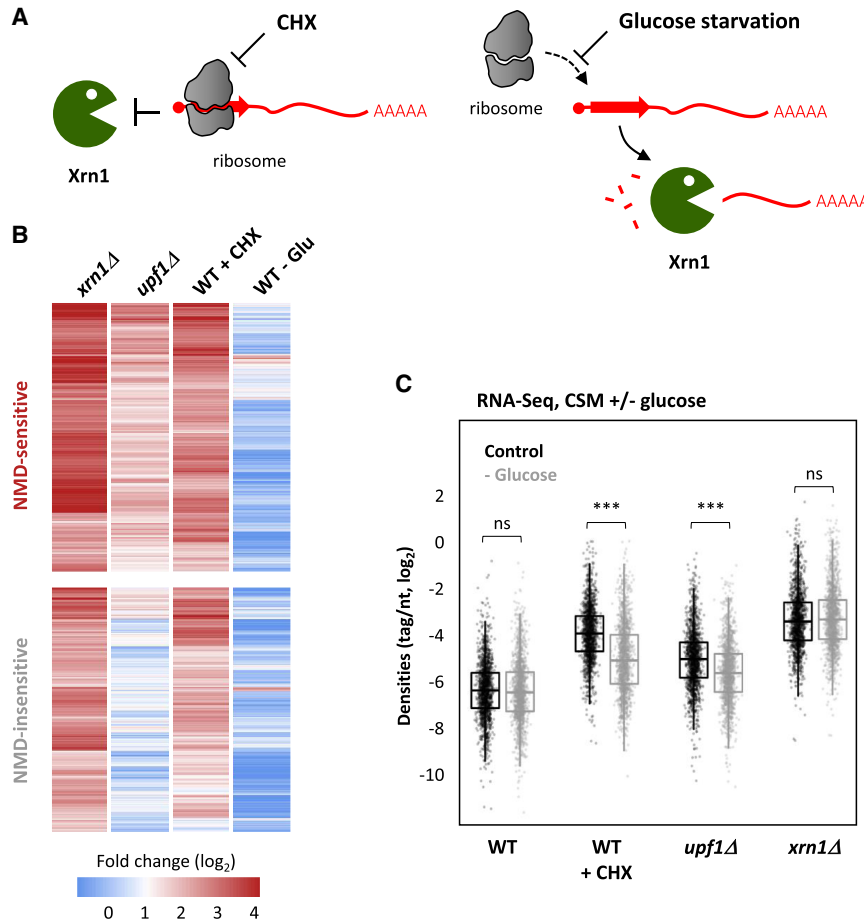 A
CHX
Xrn1
ribosome
AAAAA
Glucose starvation
ribosome
AAAAA
AAAAA
Xrn1
B
xrn1Δ
upf1Δ
WT + CHX
WT - Glu
NMD-sensitive
NMD-insensitive
Fold change (log2)
0 1 2 3 4
C
RNA-Seq, CSM +/- glucose
Control
- Glucose
ns
***
***
ns
Densities (tag/nt, log2)
2
0
-2
-4
-6
-8
-10
WT
WT
+ CHX
upf1Δ
xrn1Δ